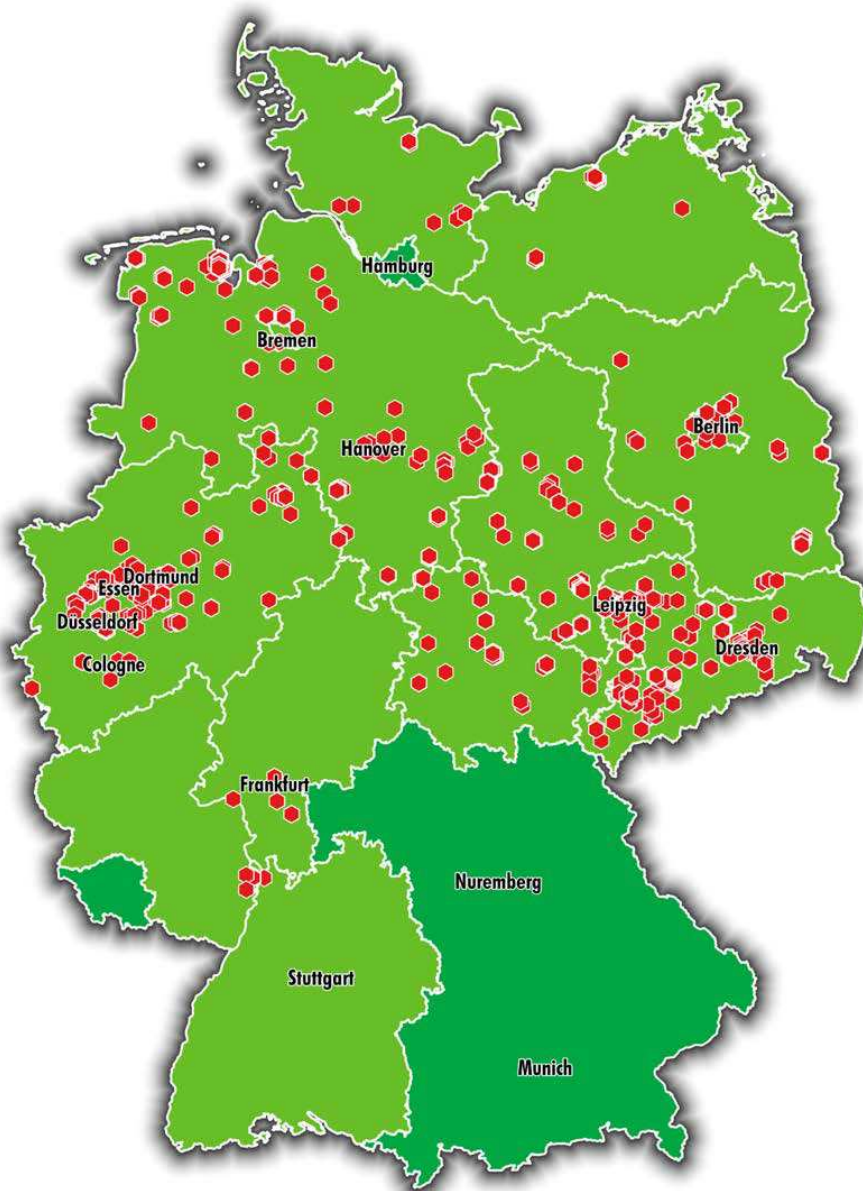 Hamburg
Bremen
Berlin
Hanover
Dortmund
Essen
Düsseldorf
Leipzig
Cologne
Dresden
Frankfurt
Nuremberg
Stuttgart
Munich